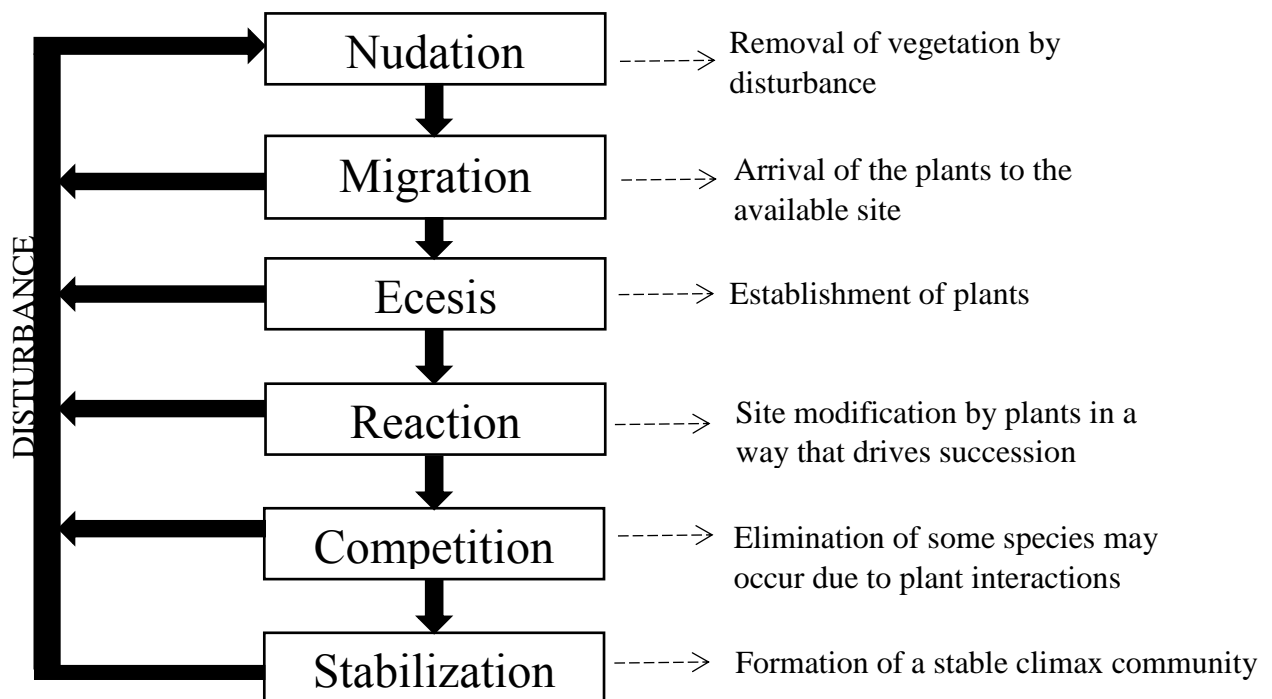 Nudation
Removal of vegetation by
disturbance
Migration
Arrival of the plants to the
available site
Ecesis
Establishment of plants
DISTURBANCE
Reaction
Site modification by plants in a
way that drives succession
Competition
Elimination of some species may
occur due to plant interactions
Stabilization
Formation of a stable climax community